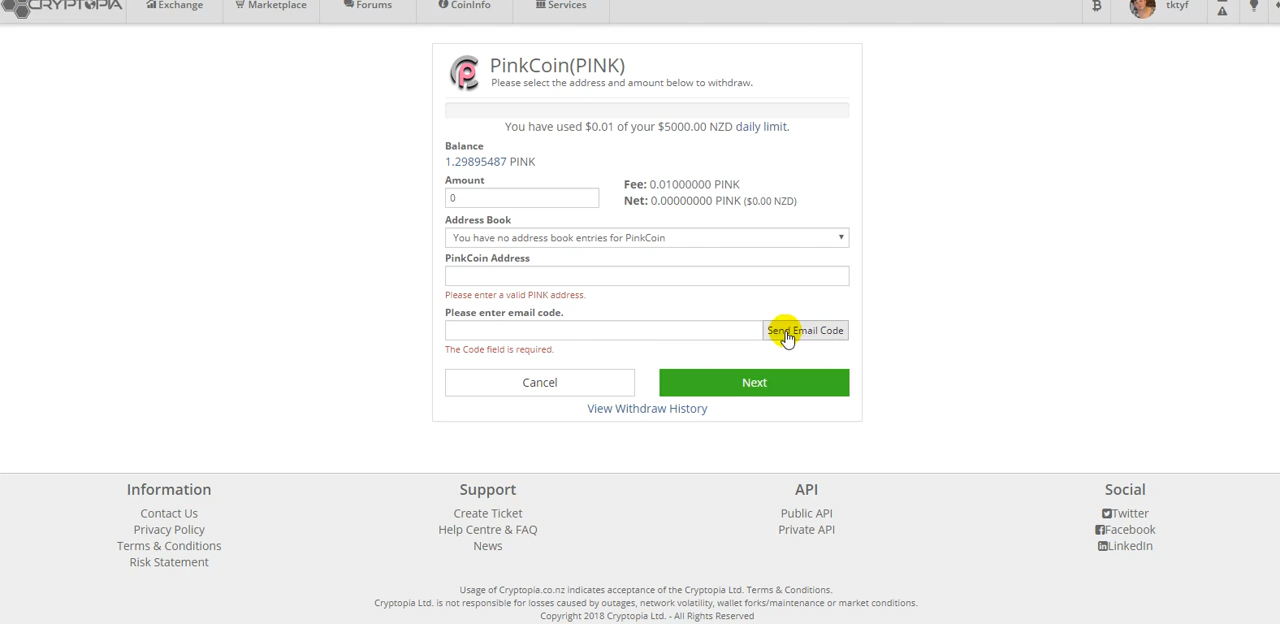 CRYPTOPIA Exchange Marketplace Forums CoinInfo Services tktyf
PinkCoin(PINK)
Please select the address and amount below to withdraw.
You have used $0.01 of your $5000.00 NZD daily limit.
Balance
1.29895487 PINK
Amount
0
Fee: 0.01000000 PINK
Net: 0.00000000 PINK ($0.00 NZD)
Address Book
You have no address book entries for PinkCoin
PinkCoin Address
Please enter a valid PINK address.
Please enter email code.
Send Email Code
The Code field is required.
Cancel Next
View Withdraw History
Information Support API Social
Contact Us Create Ticket Public API Twitter
Privacy Policy Help Centre & FAQ Private API Facebook
Terms & Conditions News LinkedIn
Risk Statement
Usage of Cryptopia.co.nz indicates acceptance of the Cryptopia Ltd. Terms & Conditions.
Cryptopia Ltd. is not responsible for losses caused by outages, network volatility, wallet forks/maintenance or market conditions.
Copyright 2018 Cryptopia Ltd. - All Rights Reserved